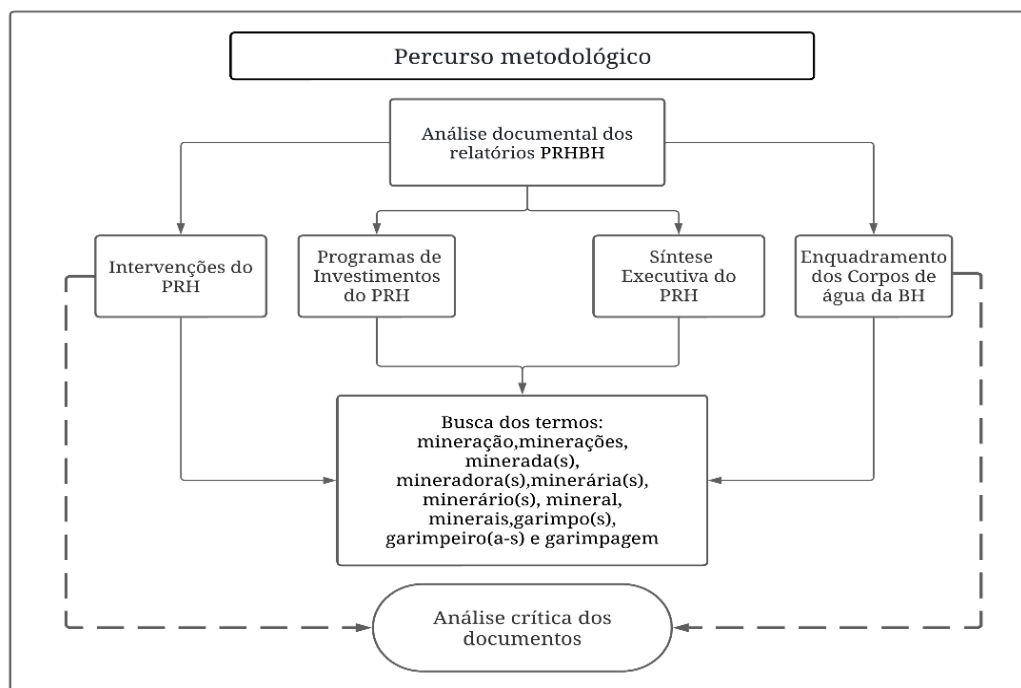 Percurso metodológico
Análise documental dos
relatórios PRHBH
Intervenções do
PRH
Programas de
Investimentos
do PRH
Síntese
Executiva do
PRH
Enquadramento
dos Corpos de
água da BH
Busca dos termos:
mineração,minerações,
minerada(s),
mineradora(s),minerária(s),
minerário(s), mineral,
minerais,garimpo(s),
garimpeiro(a-s) e garimpagem
Análise crítica dos
documentos